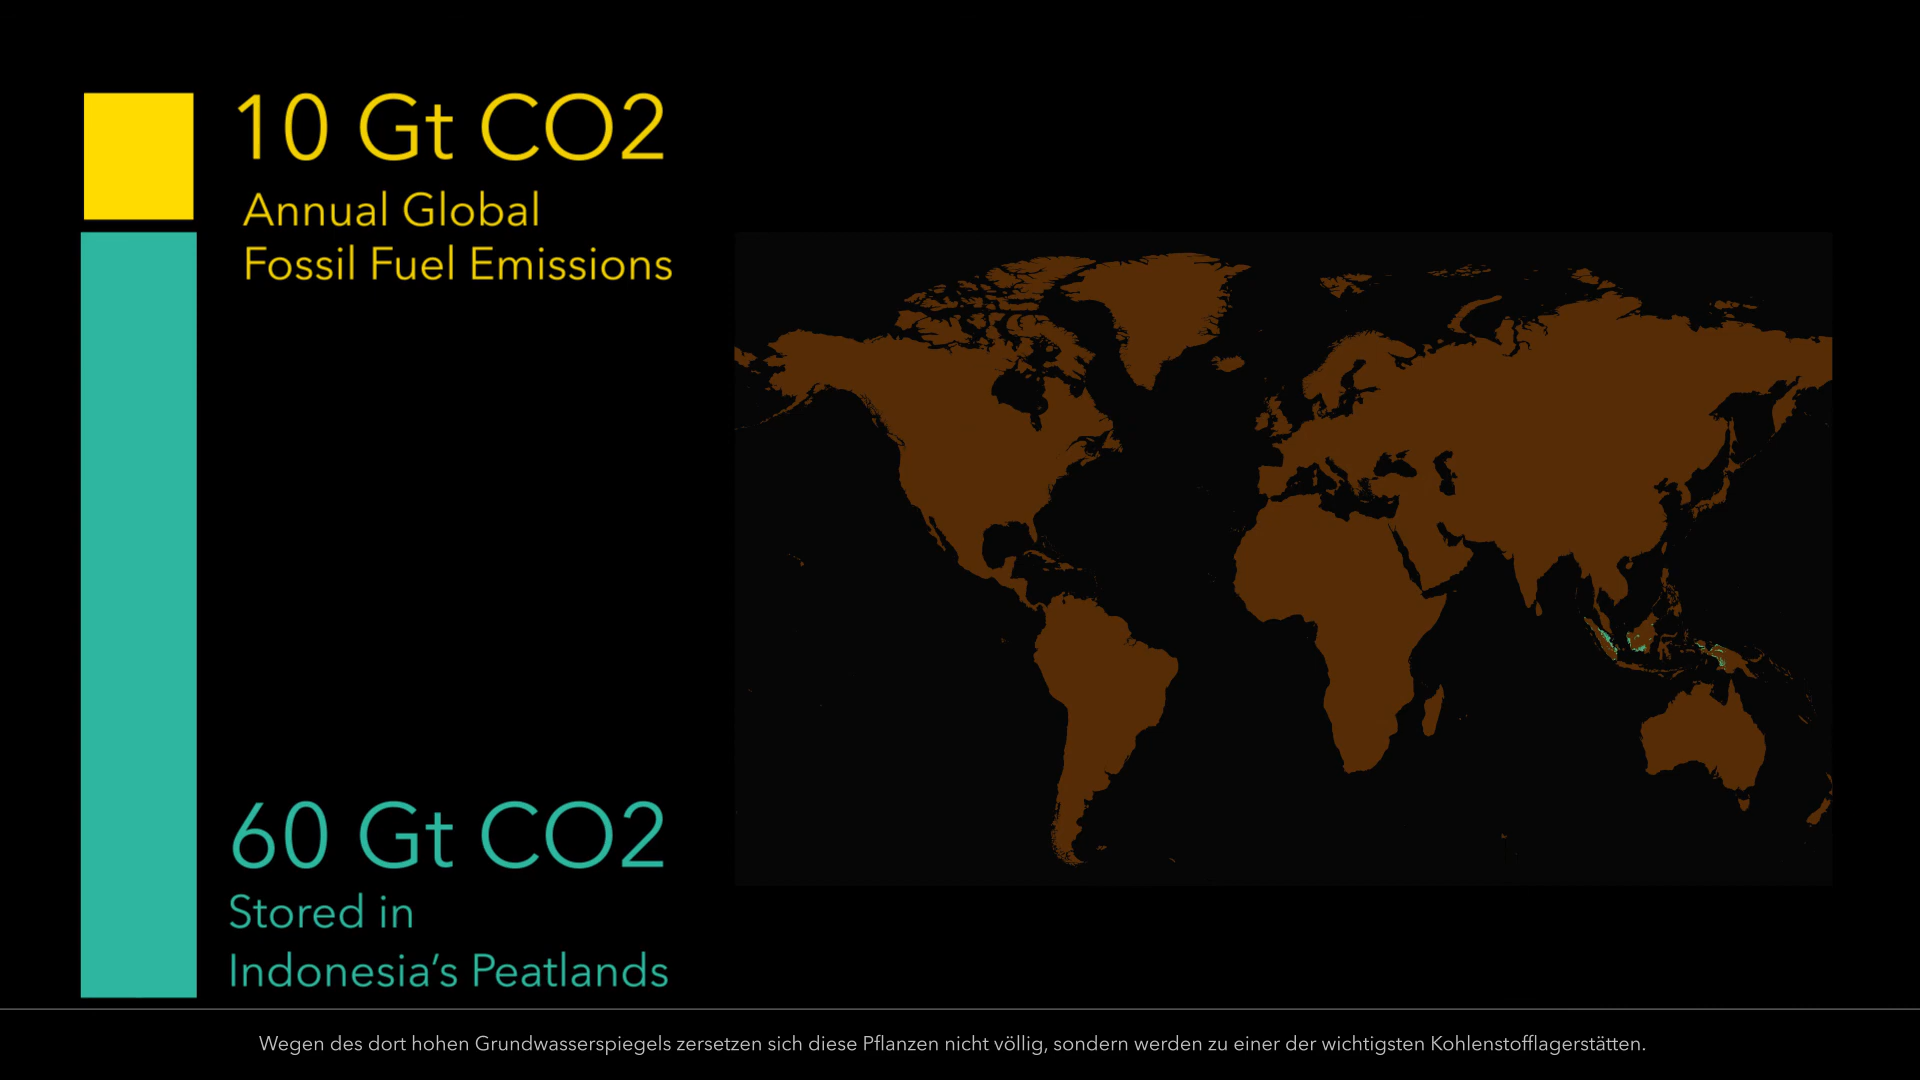 10 Gt CO2
Annual Global
Fossil Fuel Emissions
60 Gt CO2
Stored in
Indonesia’s Peatlands
Wegen des dort hohen Grundwasserspiegels zersetzen sich diese Pflanzen nicht völlig, sondern werden zu einer der wichtigsten Kohlenstofflagerstätten.